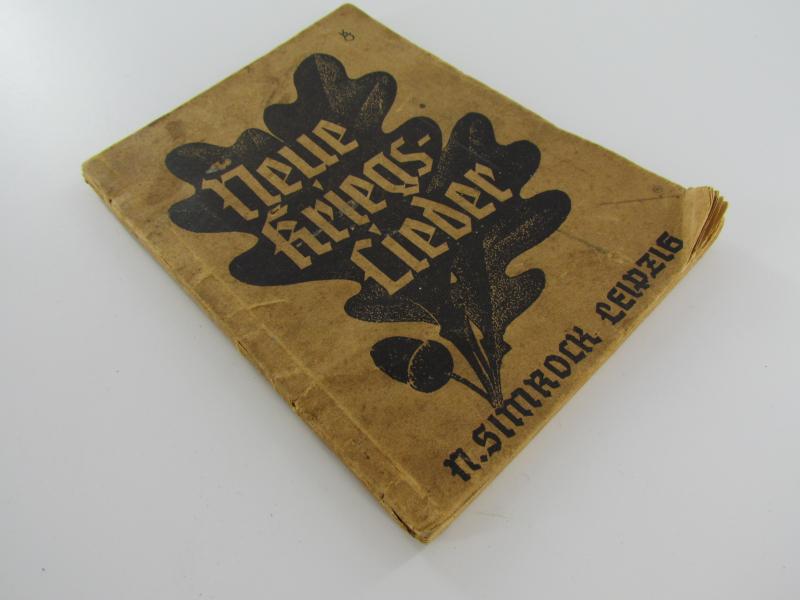 Neue
Kriegs-
Lieder
N. SIMROCK LEIPZIG